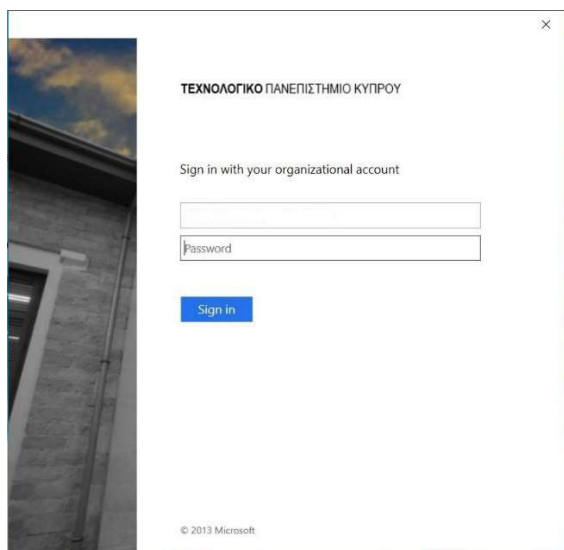 ΤΕΧΝΟΛΟΓΙΚΟ ΠΑΝΕΠΙΣΤΗΜΙΟ ΚΥΠΡΟΥ
Sign in with your organizational account
Password
Sign in
© 2013 Microsoft